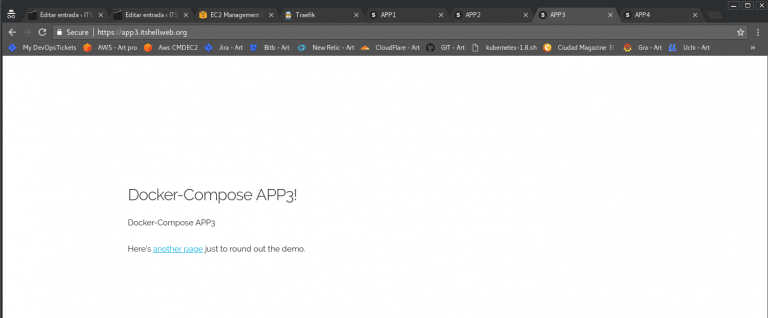 Editar entrada ‹ ITS
Editar entrada ‹ ITS
EC2 Management
Traefik
APP1
APP2
APP3
APP4
Secure | https://app3.itshellweb.org
My DevOpsTickets
AWS - Art pro
Aws CMDEC2
Jira - Art
Bitb - Art
New Relic - Art
CloudFlare - Art
GIT - Art
kubernetes-1.8.sh
Ciudad Magazine
Gra - Art
Uchi - Art
»
Docker-Compose APP3!
Docker-Compose APP3
Here's another page just to round out the demo.